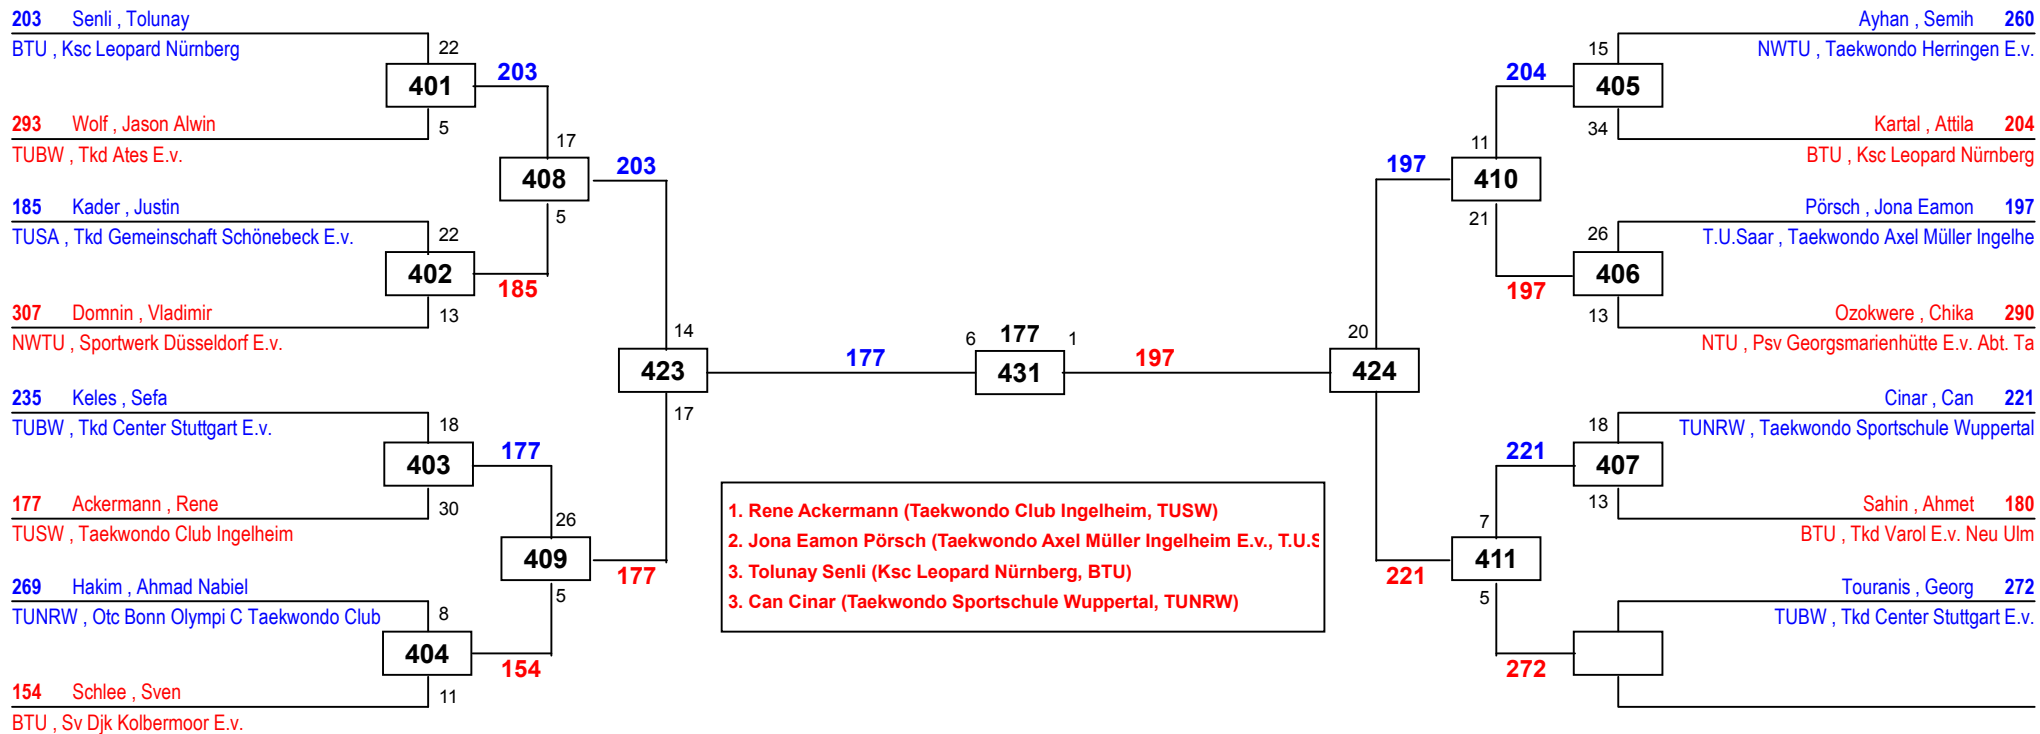 203 Senli , Tolunay
BTU , Ksc Leopard Nürnberg
22
401
203
5
293 Wolf , Jason Alwin
TUBW , Tkd Ates E.v.
17
408
203
5
185 Kader , Justin
TUSA , Tkd Gemeinschaft Schönebeck E.v.
22
402
185
13
307 Domnin , Vladimir
NWTU , Sportwerk Düsseldorf E.v.
14
423
177
17
235 Keles , Sefa
TUBW , Tkd Center Stuttgart E.v.
18
403
177
30
177 Ackermann , Rene
TUSW , Taekwondo Club Ingelheim
26
409
177
5
269 Hakim , Ahmad Nabiel
TUNRW , Otc Bonn Olympi C Taekwondo Club
8
404
154
11
154 Schlee , Sven
BTU , Sv Djk Kolbermoor E.v.
6 177 1
431
197
1. Rene Ackermann (Taekwondo Club Ingelheim, TUSW)
2. Jona Eamon Pörsch (Taekwondo Axel Müller Ingelheim E.v., T.U.S
3. Tolunay Senli (Ksc Leopard Nürnberg, BTU)
3. Can Cinar (Taekwondo Sportschule Wuppertal, TUNRW)
Ayhan , Semih 260
NWTU , Taekwondo Herringen E.v.
15
204
405
34
Kartal , Attila 204
BTU , Ksc Leopard Nürnberg
11
197
410
21
Pörsch , Jona Eamon 197
T.U.Saar , Taekwondo Axel Müller Ingelhe
26
406
197
13
Ozokwere , Chika 290
NTU , Psv Georgsmarienhütte E.v. Abt. Ta
20
424
Cinar , Can 221
TUNRW , Taekwondo Sportschule Wuppertal
18
221
407
13
Sahin , Ahmet 180
BTU , Tkd Varol E.v. Neu Ulm
7
411
221
5
Touranis , Georg 272
TUBW , Tkd Center Stuttgart E.v.
272